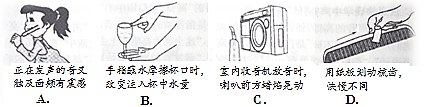 正在发声的音叉
触及面颊有震感
A.
手指蘸水摩擦杯口时,
改变注入杯中水量
B.
室内收音机放音时,
喇叭前方蜡焰晃动
C.
用纸板划动梳齿,
快慢不同
D.